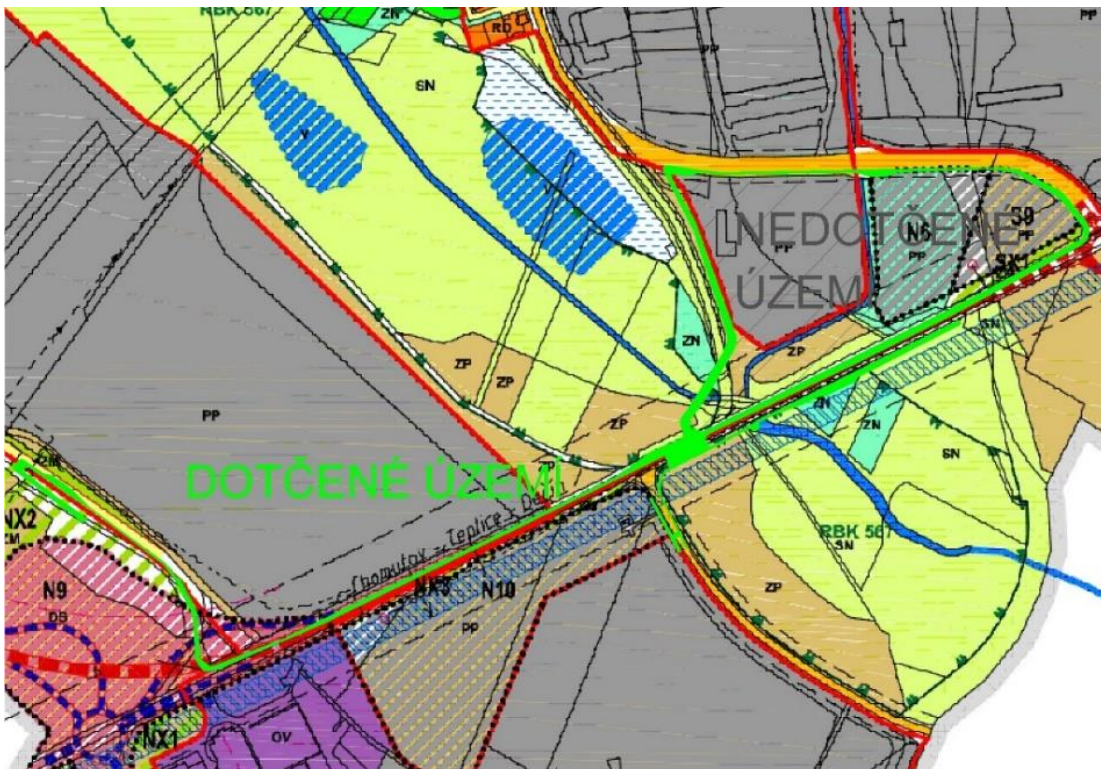 RBK 567
ZN
RD
PP
PP
SN
V
N6
PP
S9
PP
NEDOTČENÉ
ÚZEMÍ
PP
SX1
SN
ZN
ZP
ZP
ZP
ZP
ZN
ZN
SN
PP
DOTČENÉ ÚZEMÍ
Chomutov - Teplice
RBK 567
SN
NX2
N9
DS
NX3
N10
PP
ZP
NX1
OV